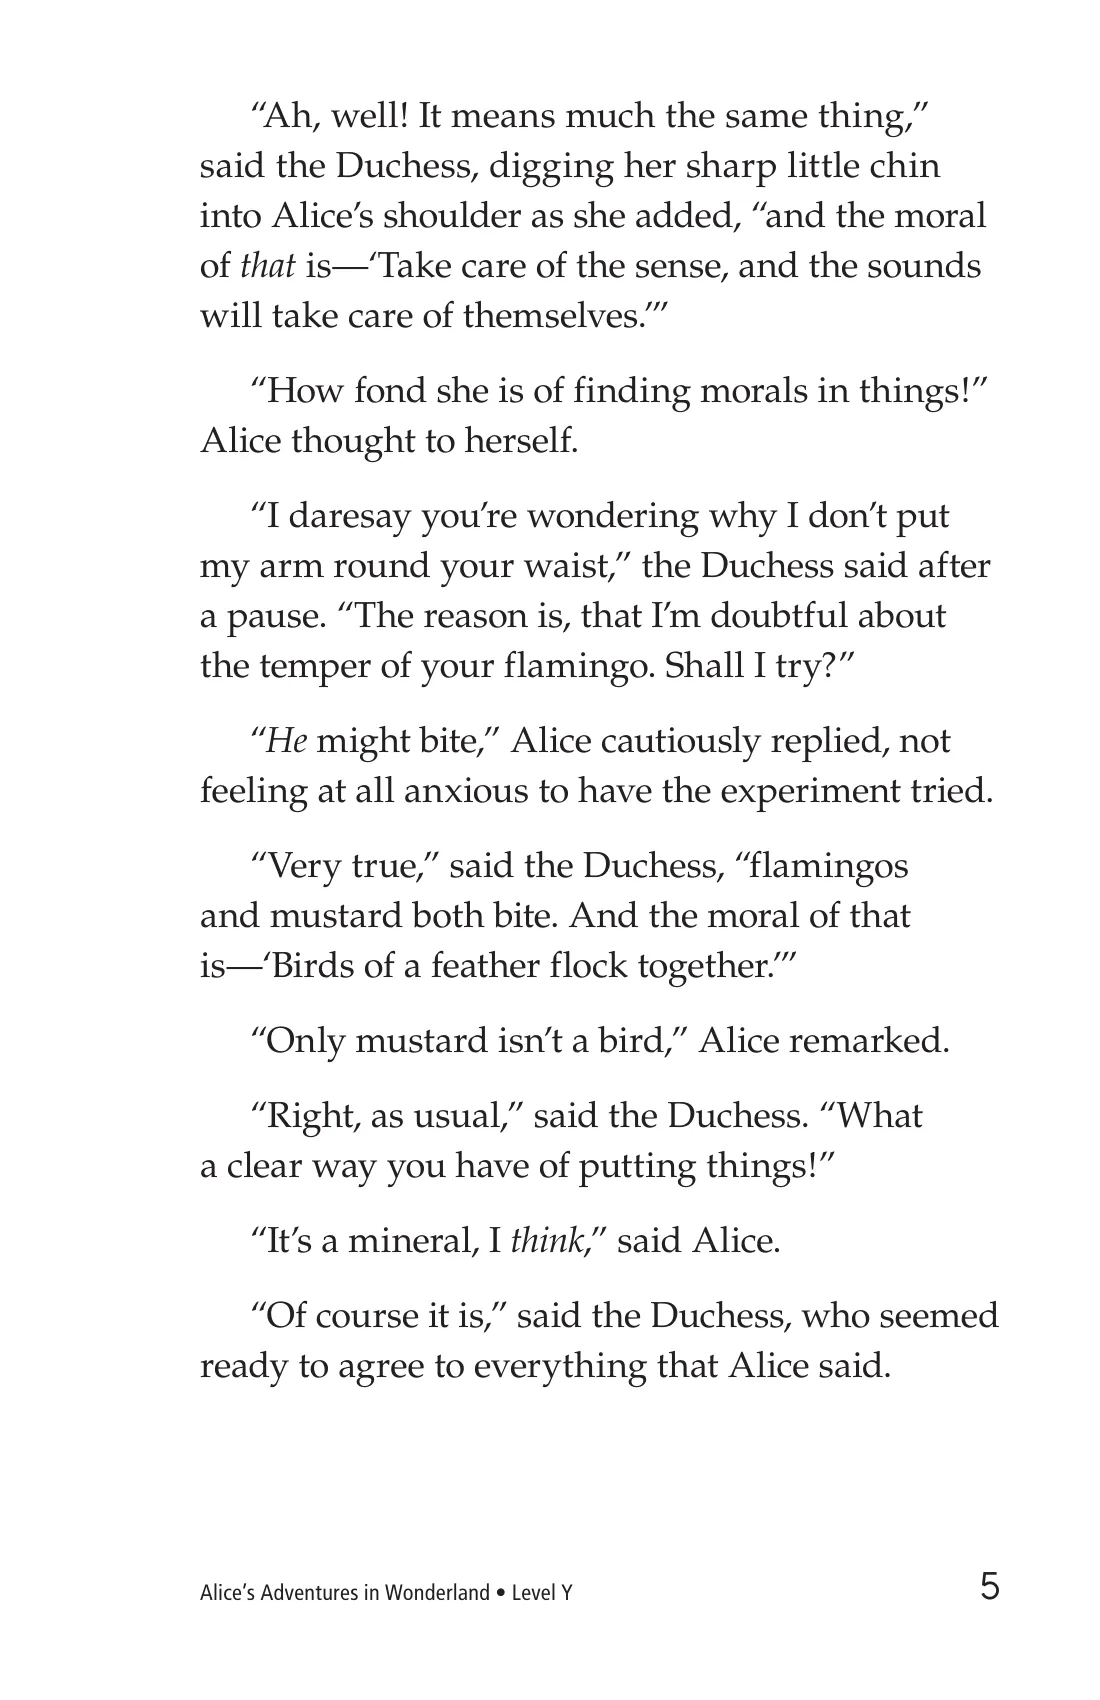 “Ah, well! It means much the same thing,”
said the Duchess, digging her sharp little chin
into Alice’s shoulder as she added, “and the moral
of that is—‘Take care of the sense, and the sounds
will take care of themselves.’”
“How fond she is of finding morals in things!”
Alice thought to herself.
“I daresay you’re wondering why I don’t put
my arm round your waist,” the Duchess said after
a pause. “The reason is, that I’m doubtful about
the temper of your flamingo. Shall I try?”
“He might bite,” Alice cautiously replied, not
feeling at all anxious to have the experiment tried.
“Very true,” said the Duchess, “flamingos
and mustard both bite. And the moral of that
is—‘Birds of a feather flock together.’”
“Only mustard isn’t a bird,” Alice remarked.
“Right, as usual,” said the Duchess. “What
a clear way you have of putting things!”
“It’s a mineral, I think,” said Alice.
“Of course it is,” said the Duchess, who seemed
ready to agree to everything that Alice said.
Alice’s Adventures in Wonderland • Level Y
5